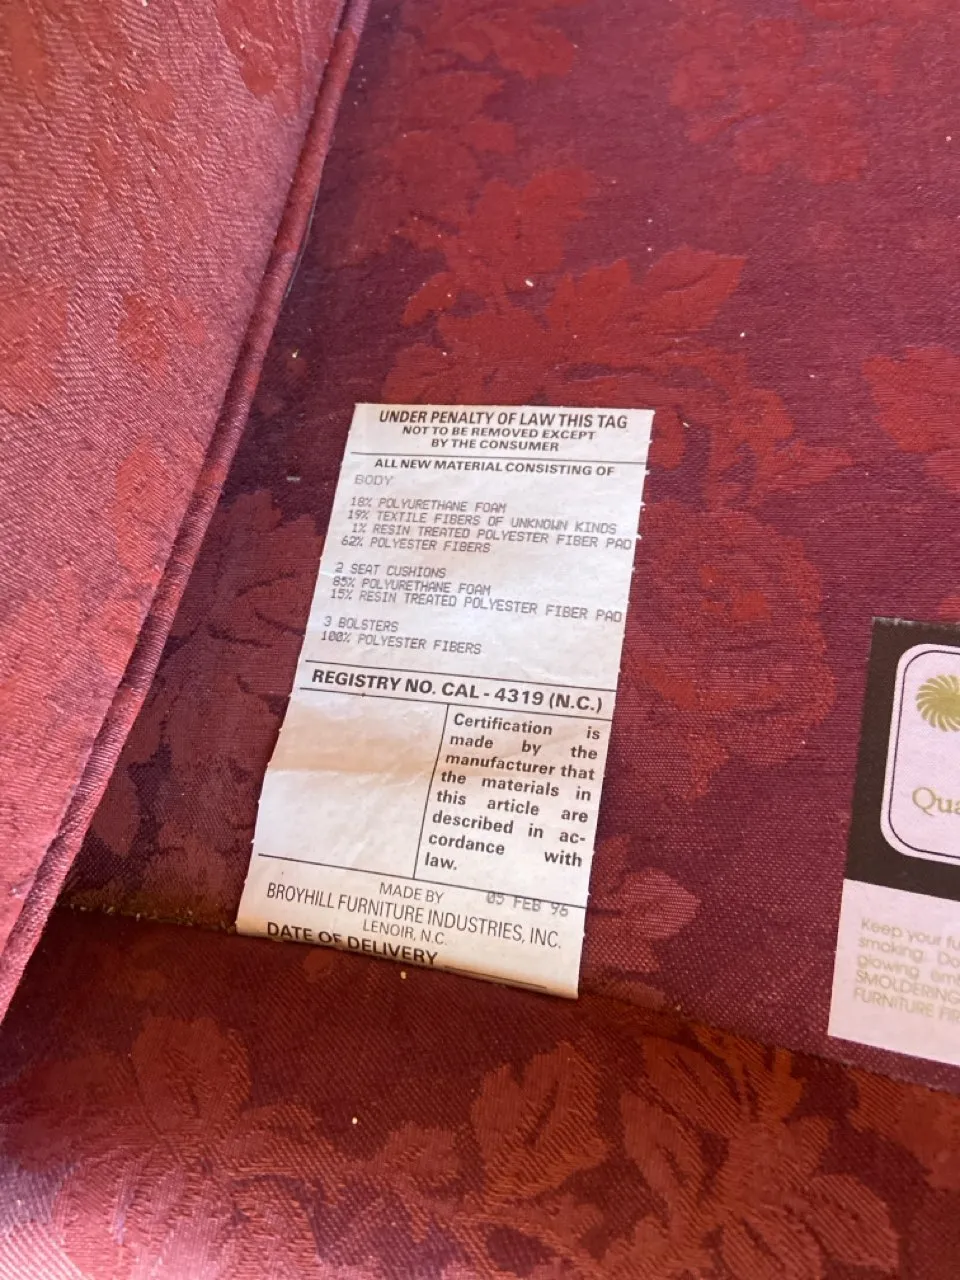 UNDER PENALTY OF LAW THIS TAG
NOT TO BE REMOVED EXCEPT
BY THE CONSUMER
ALL NEW MATERIAL CONSISTING OF
BODY
18% POLYURETHANE FOAM
19% TEXTILE FIBERS OF UNKNOWN KINDS
1% RESIN TREATED POLYESTER FIBER PAD
62% POLYESTER FIBERS
2 SEAT CUSHIONS
85% POLYURETHANE FOAM
15% RESIN TREATED POLYESTER FIBER PAD
3 BOLSTERS
100% POLYESTER FIBERS
REGISTRY NO. CAL - 4319 (N.C.)
Certification is
made by the
manufacturer that
the materials in
this article are
described in ac-
cordance with
law.
MADE BY 05 FEB 96
BROYHILL FURNITURE INDUSTRIES, INC.
LENOIR, N.C.
DATE OF DELIVERY
Qua
Keep your fu
smoking. Do
glowing emb
SMOLDERING
FURNITURE FIR